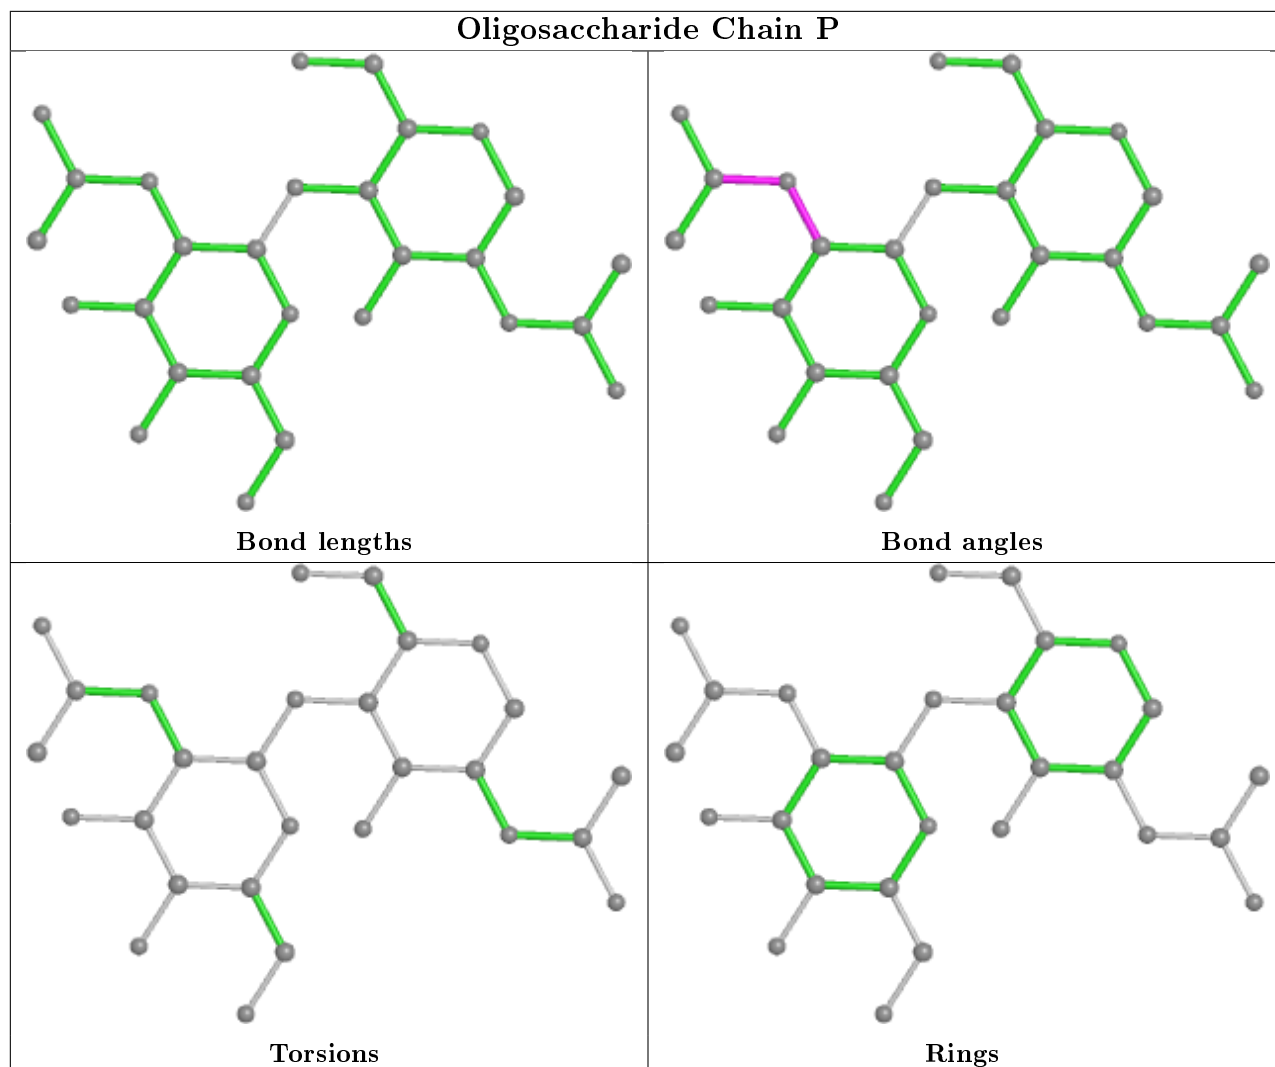 Oligosaccharide Chain P
Bond lengths
Bond angles
Torsions
Rings